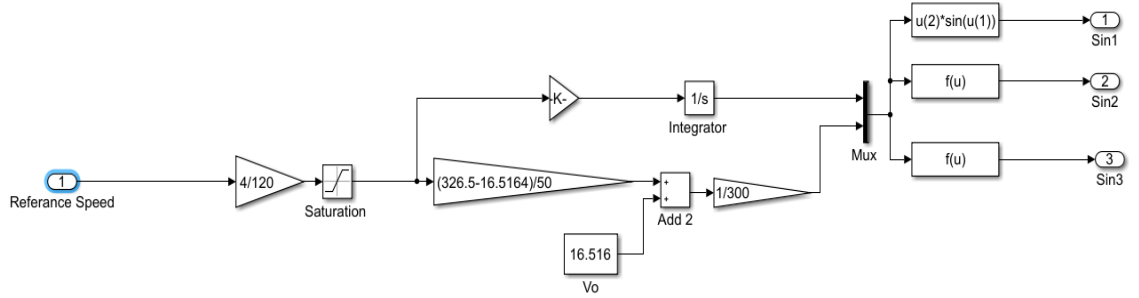 1
Referance Speed
4/120
Saturation
-K-
1/s
Integrator
(326.5-16.5164)/50
+
+
Add 2
16.516
Vo
1/300
Mux
u(2)*sin(u(1))
1
Sin1
f(u)
2
Sin2
f(u)
3
Sin3